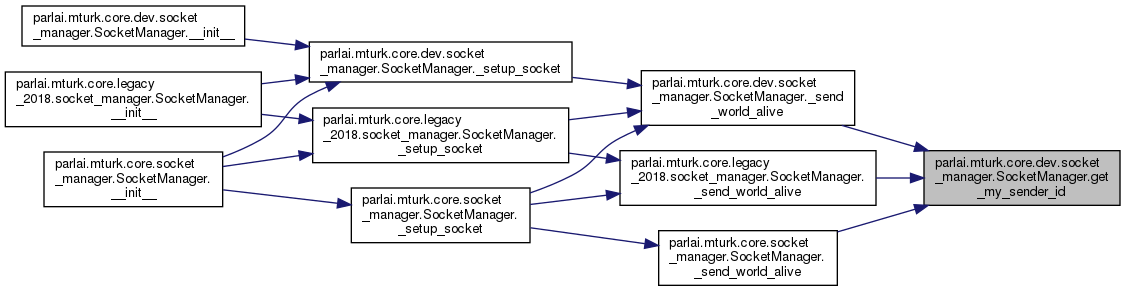 parlai.mturk.core.dev.socket
_manager.SocketManager.__init__
parlai.mturk.core.legacy
_2018.socket_manager.SocketManager.
__init__
parlai.mturk.core.socket
_manager.SocketManager.
__init__
parlai.mturk.core.dev.socket
_manager.SocketManager._setup_socket
parlai.mturk.core.legacy
_2018.socket_manager.SocketManager.
_setup_socket
parlai.mturk.core.socket
_manager.SocketManager.
_setup_socket
parlai.mturk.core.dev.socket
_manager.SocketManager._send
_world_alive
parlai.mturk.core.legacy
_2018.socket_manager.SocketManager.
_send_world_alive
parlai.mturk.core.socket
_manager.SocketManager.
_send_world_alive
parlai.mturk.core.dev.socket
_manager.SocketManager.get
_my_sender_id